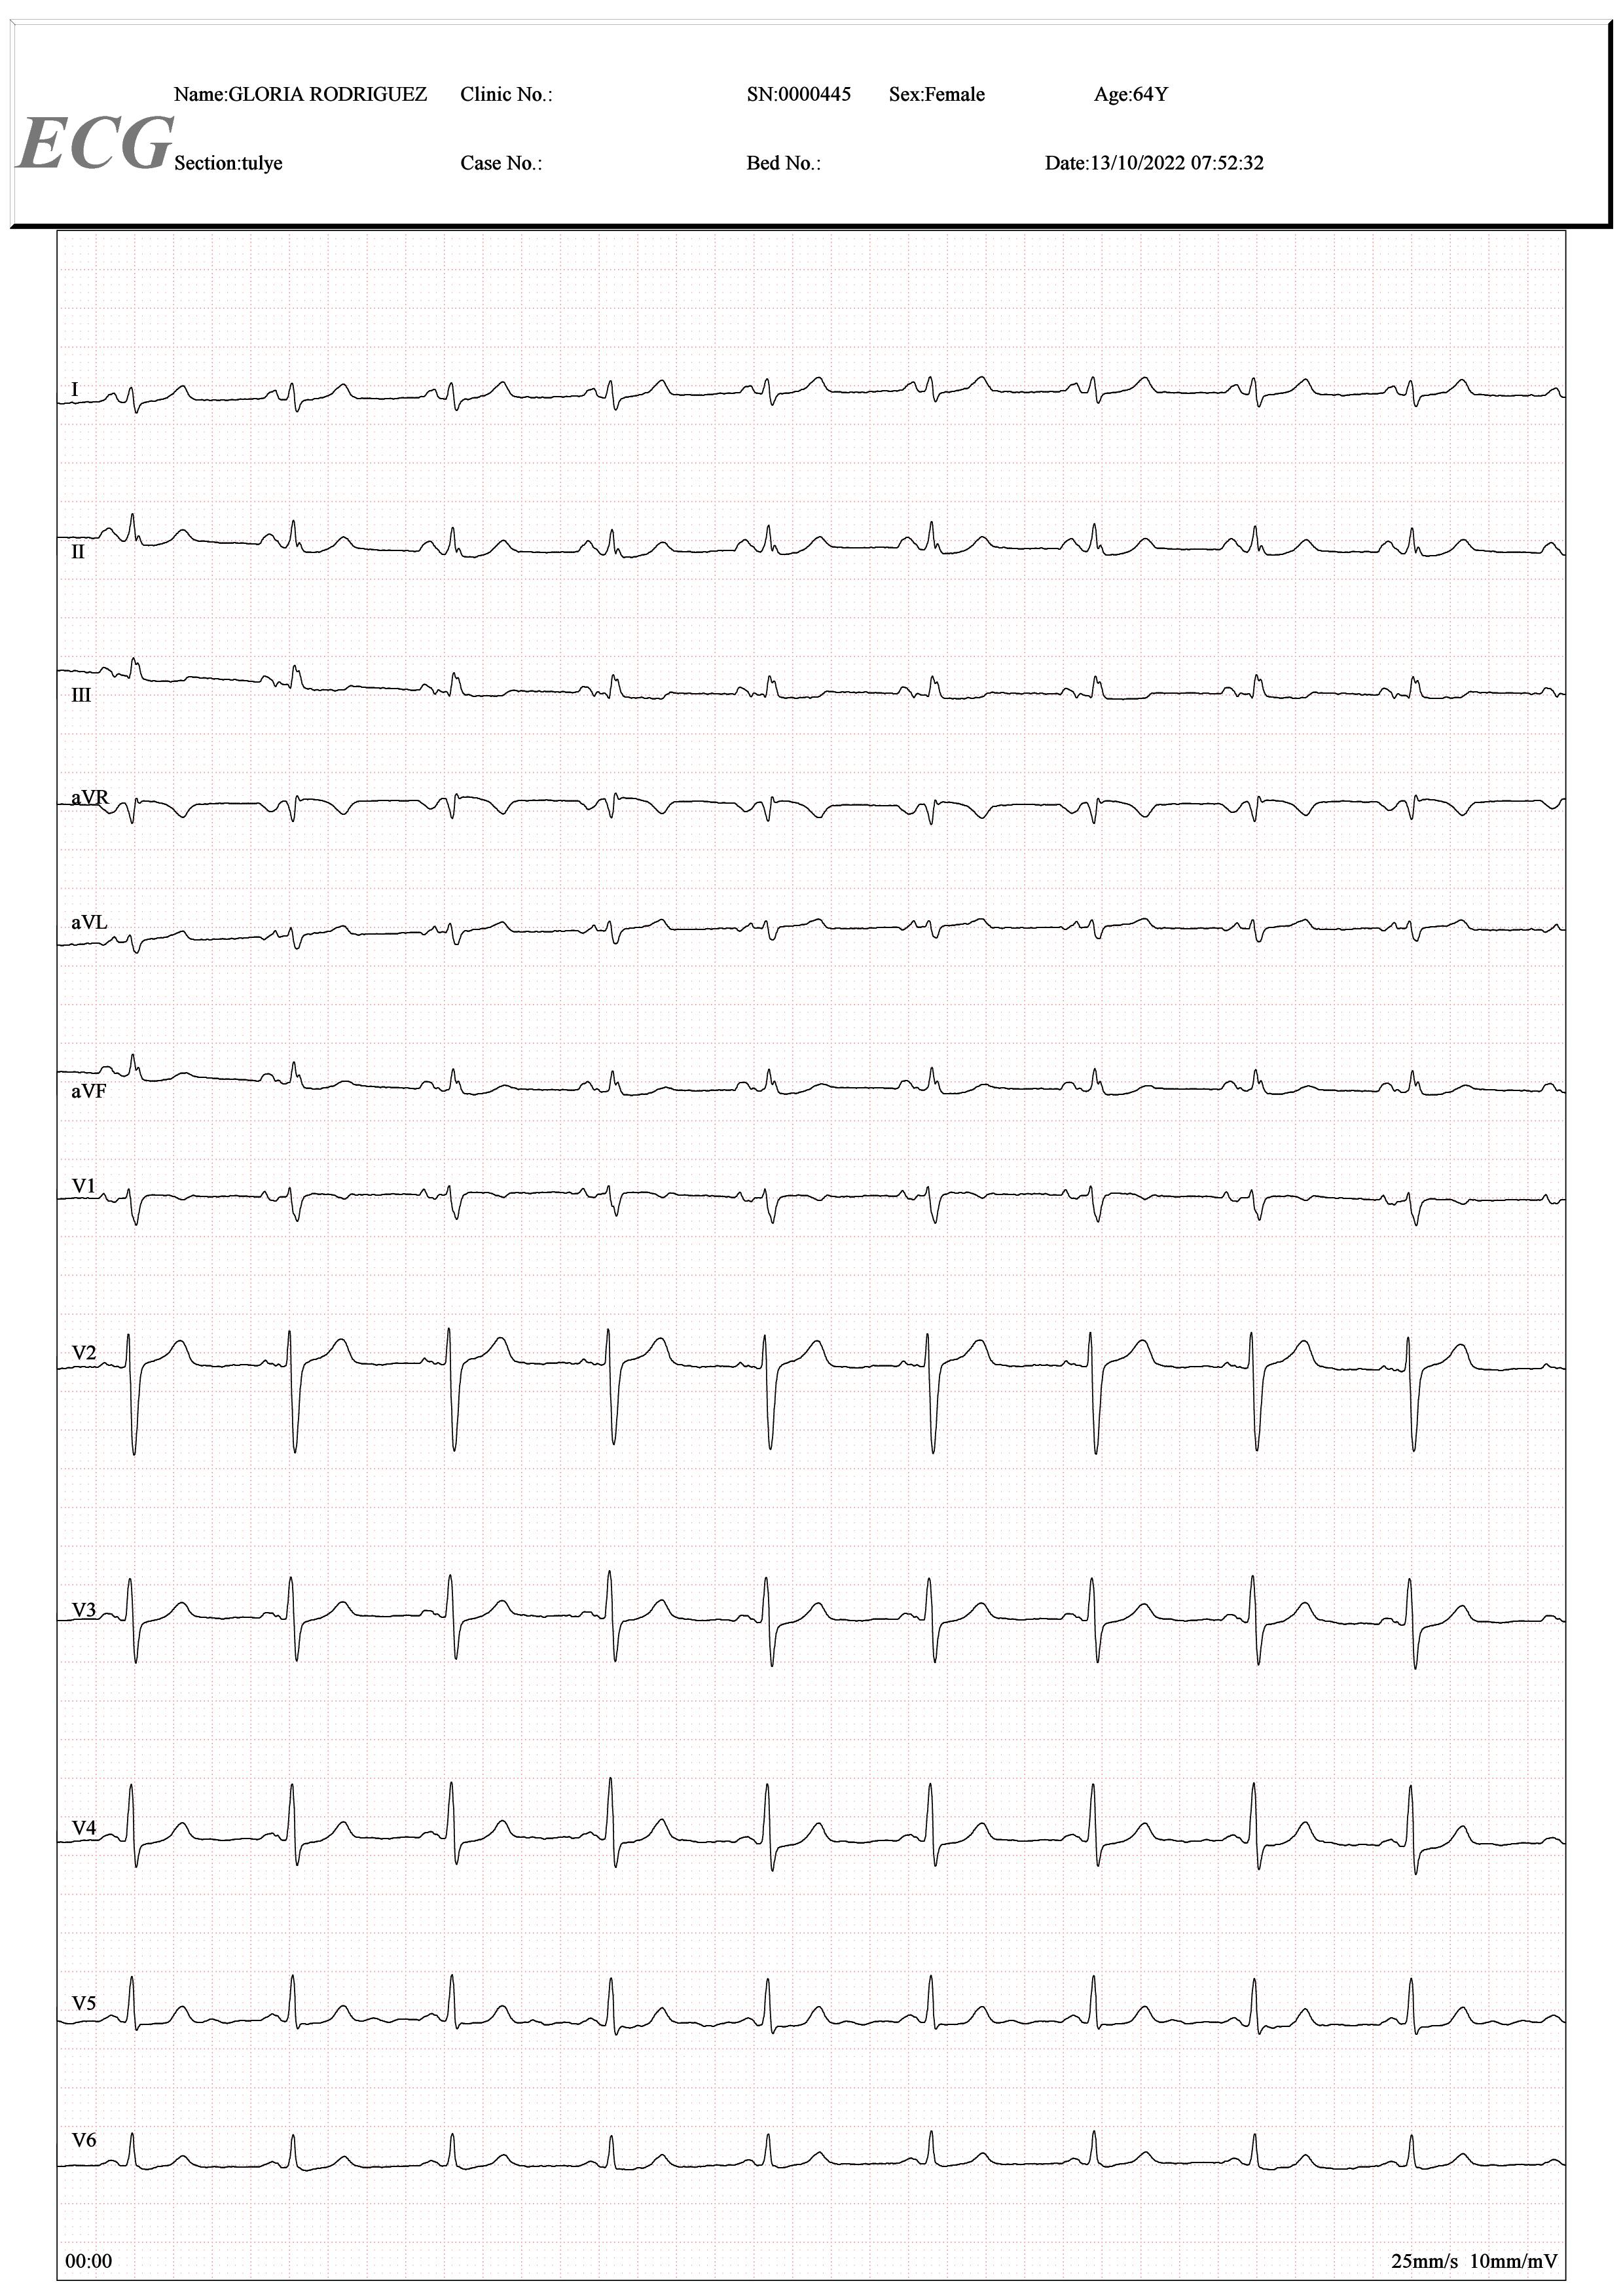 Name:GLORIA RODRIGUEZ Clinic No.: SN:0000445 Sex:Female Age:64Y
ECG
Section:tulye Case No.: Bed No.: Date:13/10/2022 07:52:32
I
II
III
aVR
aVL
aVF
V1
V2
V3
V4
V5
V6
00:00 25mm/s 10mm/mV